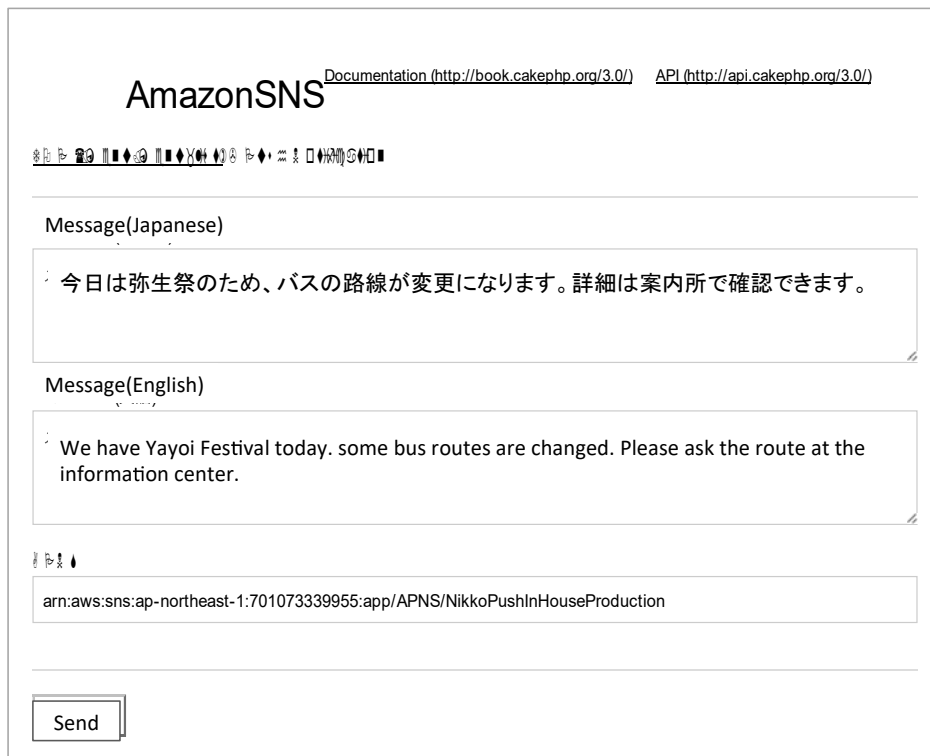 AmazonSNS
Documentation (http://book.cakephp.org/3.0/) API (http://api.cakephp.org/3.0/)
Message(Japanese)
今日は弥生祭のため、バスの路線が変更になります。詳細は案内所で確認できます。
Message(English)
We have Yayoi Festival today. some bus routes are changed. Please ask the route at the
information center.
arn:aws:sns:ap-northeast-1:701073339955:app/APNS/NikkoPushInHouseProduction
Send